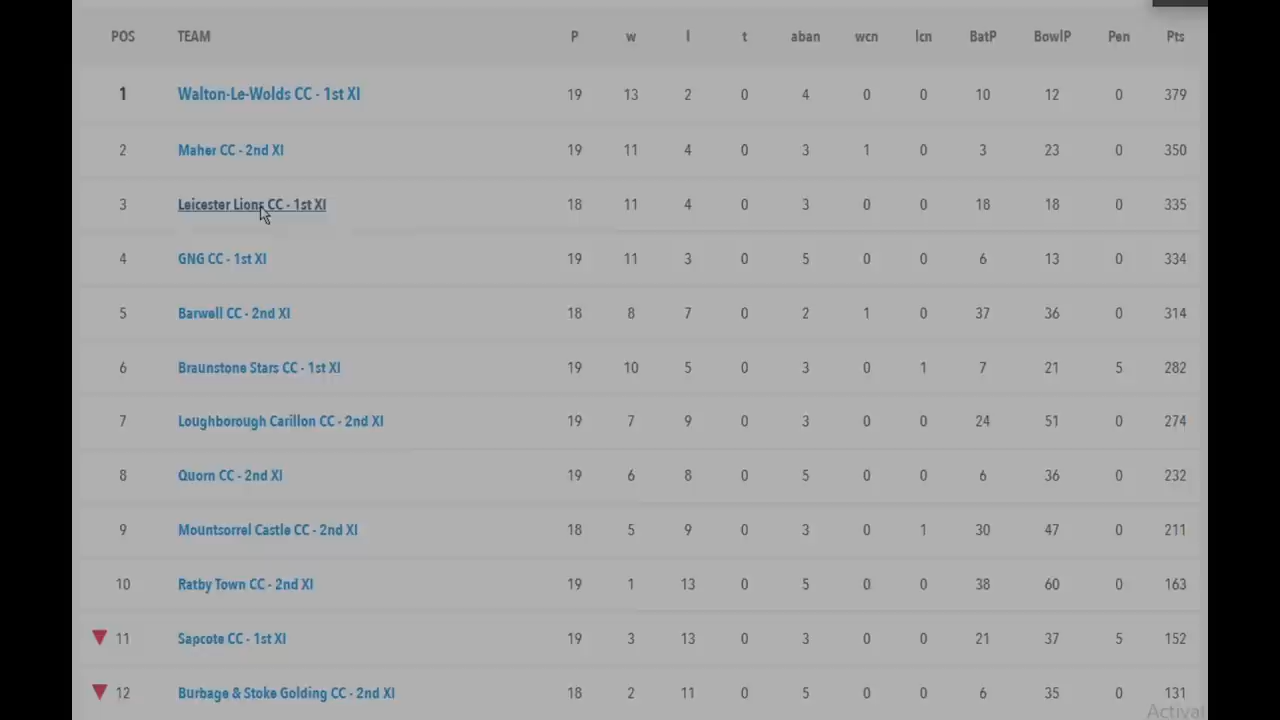 POS TEAM P w l t aban wcn lcn BatP BowlP Pen Pts
1 Walton-Le-Wolds CC - 1st XI 19 13 2 0 4 0 0 10 12 0 379
2 Maher CC - 2nd XI 19 11 4 0 3 1 0 3 23 0 350
3 Leicester Lions CC - 1st XI 18 11 4 0 3 0 0 18 18 0 335
4 GNG CC - 1st XI 19 11 3 0 5 0 0 6 13 0 334
5 Barwell CC - 2nd XI 18 8 7 0 2 1 0 37 36 0 314
6 Braunstone Stars CC - 1st XI 19 10 5 0 3 0 1 7 21 5 282
7 Loughborough Carillon CC - 2nd XI 19 7 9 0 3 0 0 24 51 0 274
8 Quorn CC - 2nd XI 19 6 8 0 5 0 0 6 36 0 232
9 Mountsorrel Castle CC - 2nd XI 18 5 9 0 3 0 1 30 47 0 211
10 Ratby Town CC - 2nd XI 19 1 13 0 5 0 0 38 60 0 163
11 Sapcote CC - 1st XI 19 3 13 0 3 0 0 21 37 5 152
12 Burbage & Stoke Golding CC - 2nd XI 18 2 11 0 5 0 0 6 35 0 131
Activat